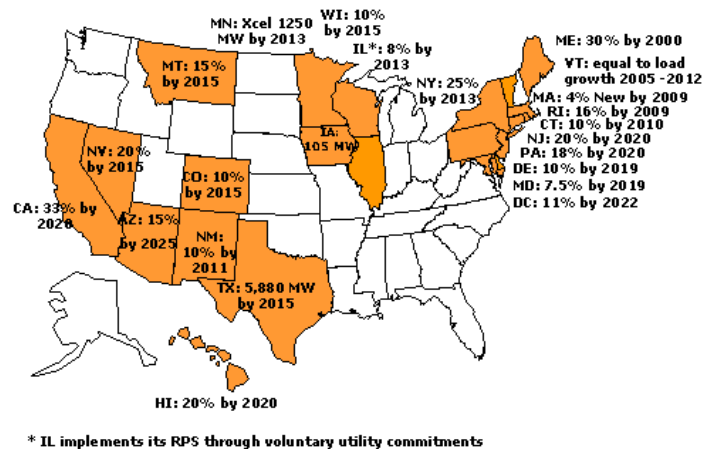 MN: Xcel 1250
MW by 2013
WI: 10%
by 2015
IL*: 8% by
2013
ME: 30% by 2000
MT: 15%
by 2015
NY: 25%
by 2013
VT: equal to load
growth 2005 -2012
MA: 4% New by 2009
RI: 16% by 2009
CT: 10% by 2010
NJ: 20% by 2020
PA: 18% by 2020
DE: 10% by 2019
MD: 7.5% by 2019
DC: 11% by 2022
IA:
105 MW
NV: 20%
by 2015
CO: 10%
by 2015
CA: 33% by
2020
AZ: 15%
by 2025
NM:
10% by
2011
TX: 5,880 MW
by 2015
HI: 20% by 2020
* IL implements its RPS through voluntary utility commitments